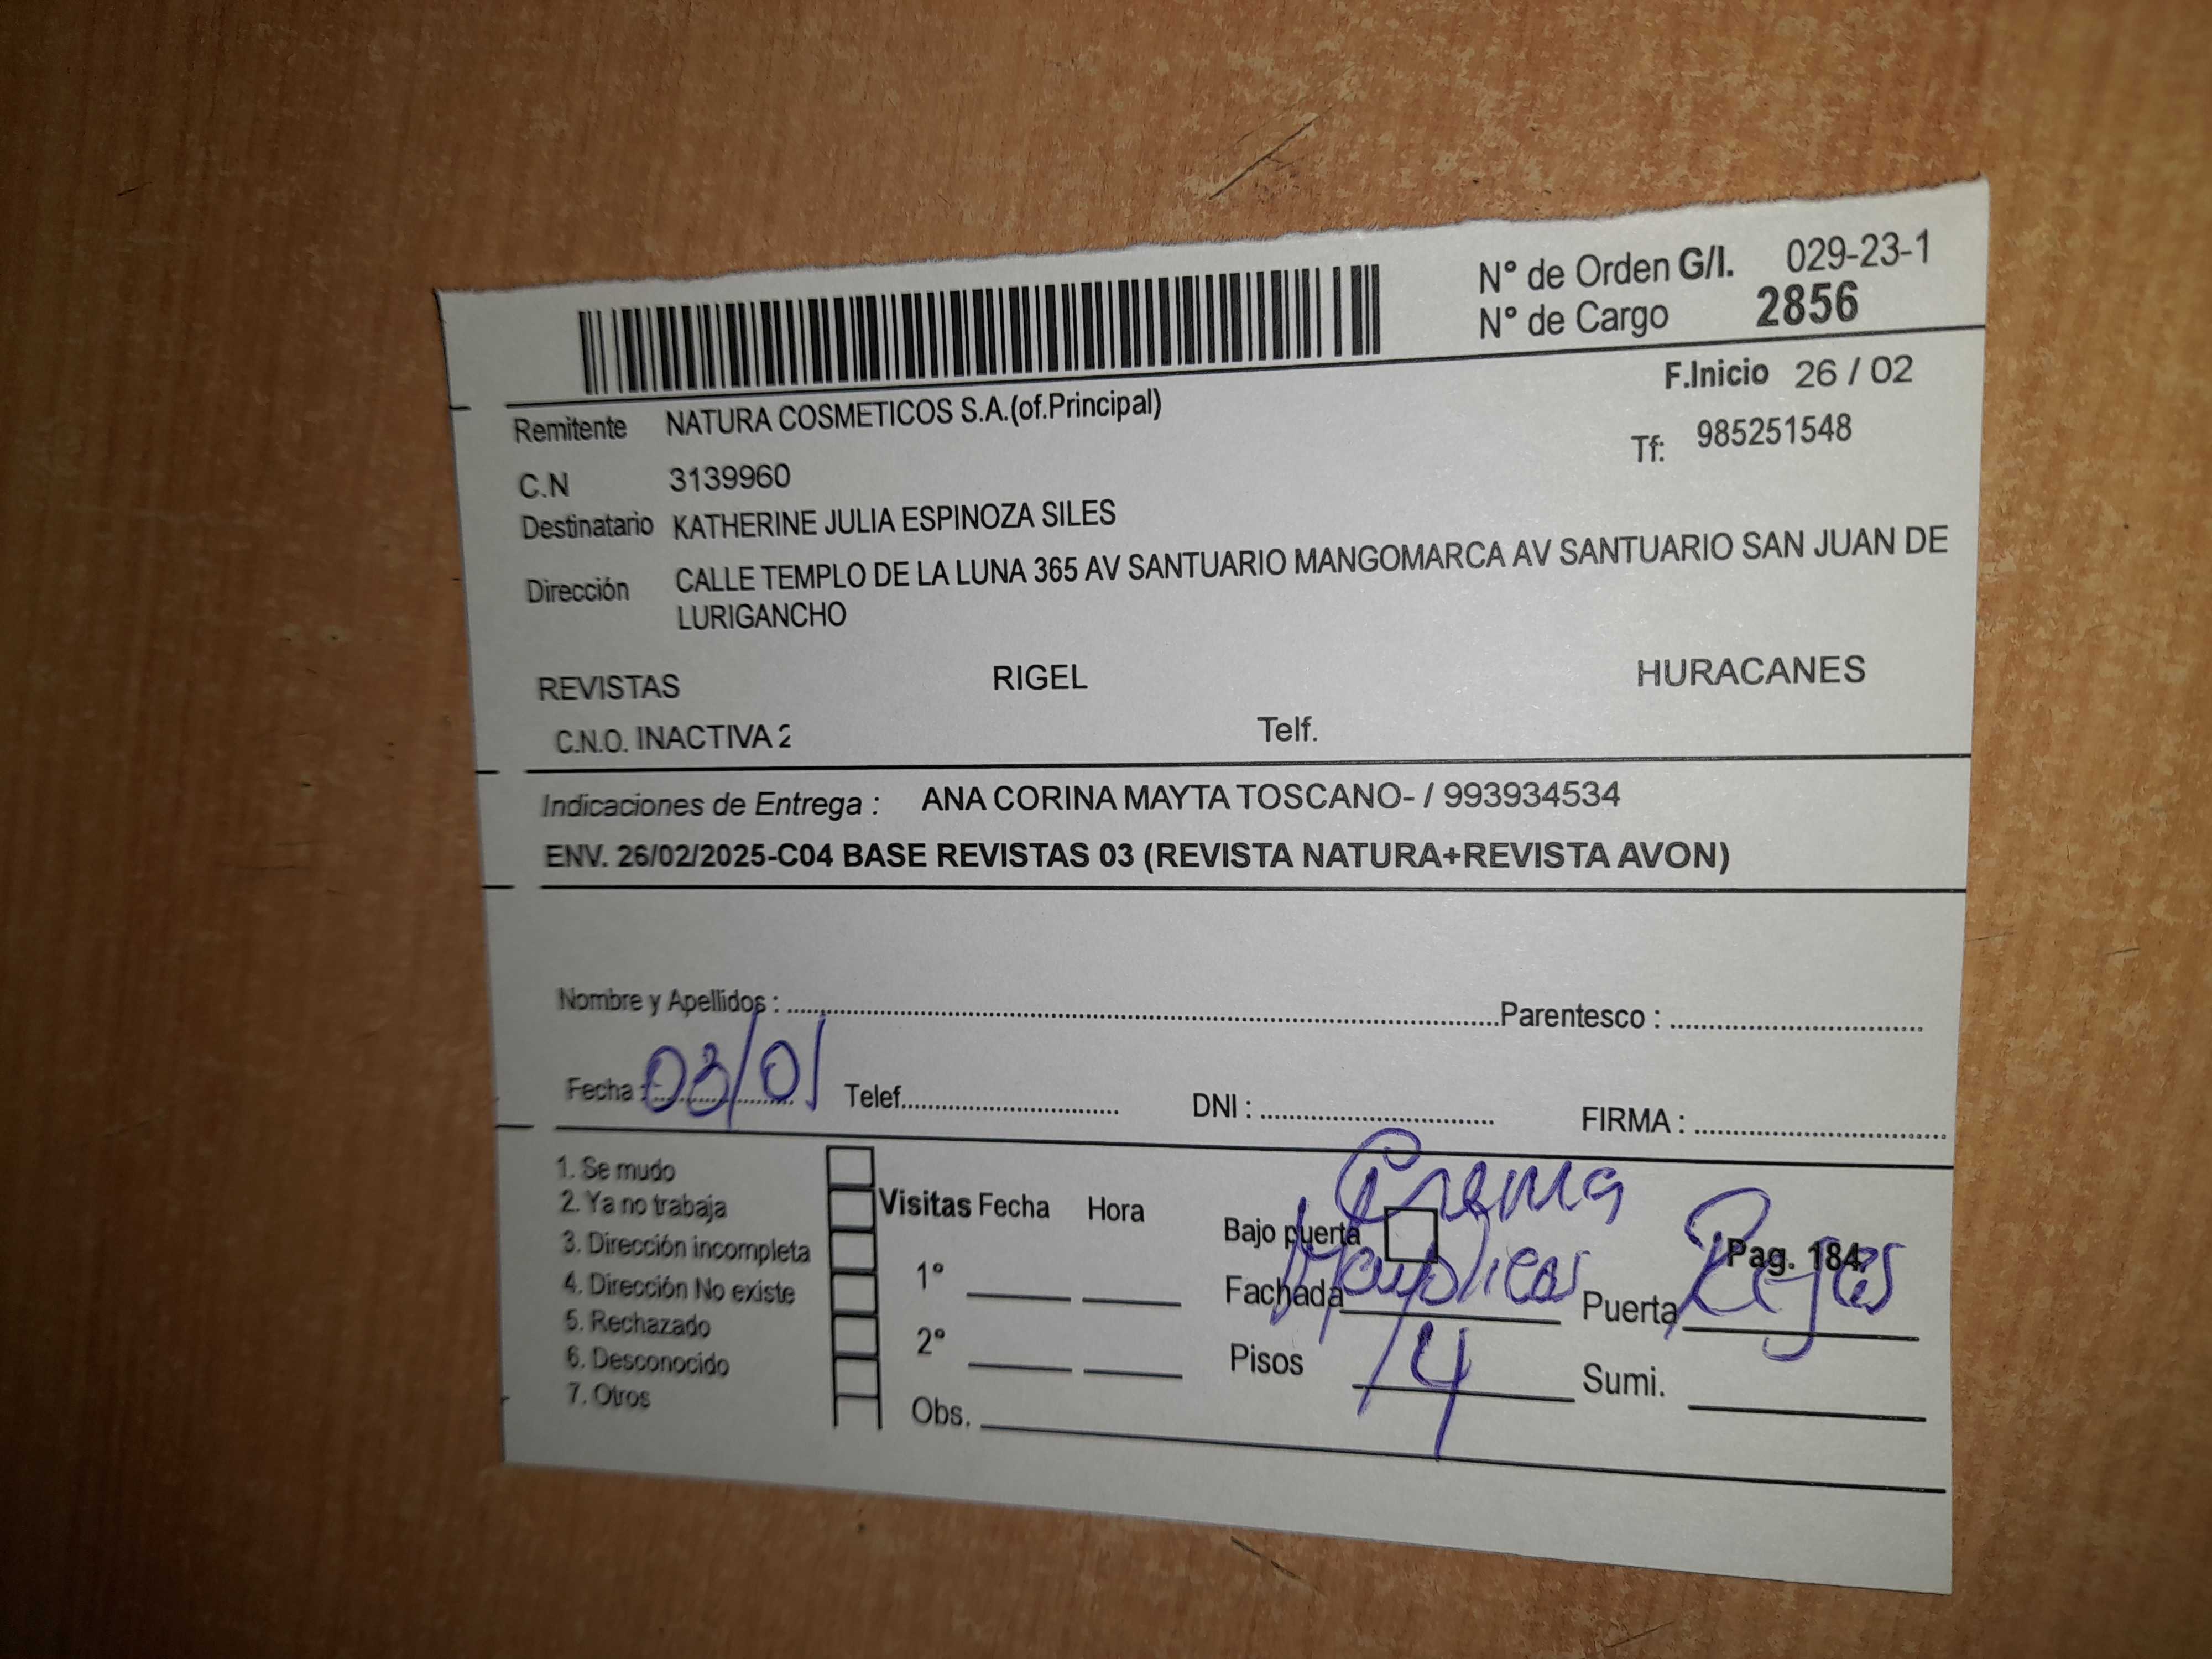 N° de Orden G/I. 029-23-1
N° de Cargo 2856
F.Inicio 26 / 02
Remitente NATURA COSMETICOS S.A.(of.Principal)
Tf: 985251548
C.N 3139960
Destinatario KATHERINE JULIA ESPINOZA SILES
Dirección CALLE TEMPLO DE LA LUNA 365 AV SANTUARIO MANGOMARCA AV SANTUARIO SAN JUAN DE
LURIGANCHO
REVISTAS RIGEL HURACANES
C.N.O. INACTIVA 2 Telf.
Indicaciones de Entrega : ANA CORINA MAYTA TOSCANO- / 993934534
ENV. 26/02/2025-C04 BASE REVISTAS 03 (REVISTA NATURA+REVISTA AVON)
Nombre y Apellidos : Parentesco :
Fecha : 03/01 Telef. DNI : FIRMA :
1. Se mudo
2. Ya no trabaja
3. Dirección incompleta
4. Dirección No existe
5. Rechazado
6. Desconocido
7. Otros
Visitas Fecha Hora
1°
2°
Obs.
Crema
Bajo puerta Pag. 184
Fachada Mayolicas Puerta Rejas
Pisos 4 Sumi.